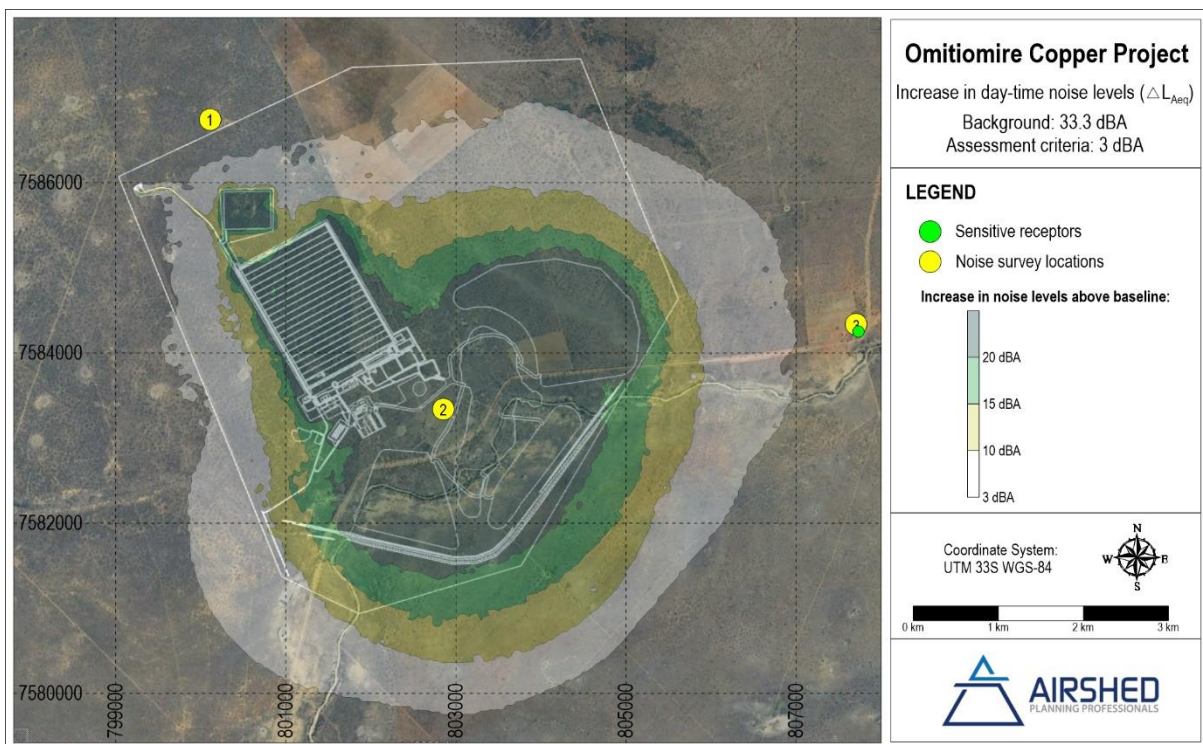 1
2
3
7586000
7584000
7582000
7580000
799000
801000
803000
805000
807000
Omitiomire Copper Project
Increase in day-time noise levels (△L_Aeq)
Background: 33.3 dBA
Assessment criteria: 3 dBA
LEGEND
Sensitive receptors
Noise survey locations
Increase in noise levels above baseline:
20 dBA
15 dBA
10 dBA
3 dBA
Coordinate System:
UTM 33S WGS-84
N
W E
S
0 km 1 km 2 km 3 km
AIRSHED
PLANNING PROFESSIONALS